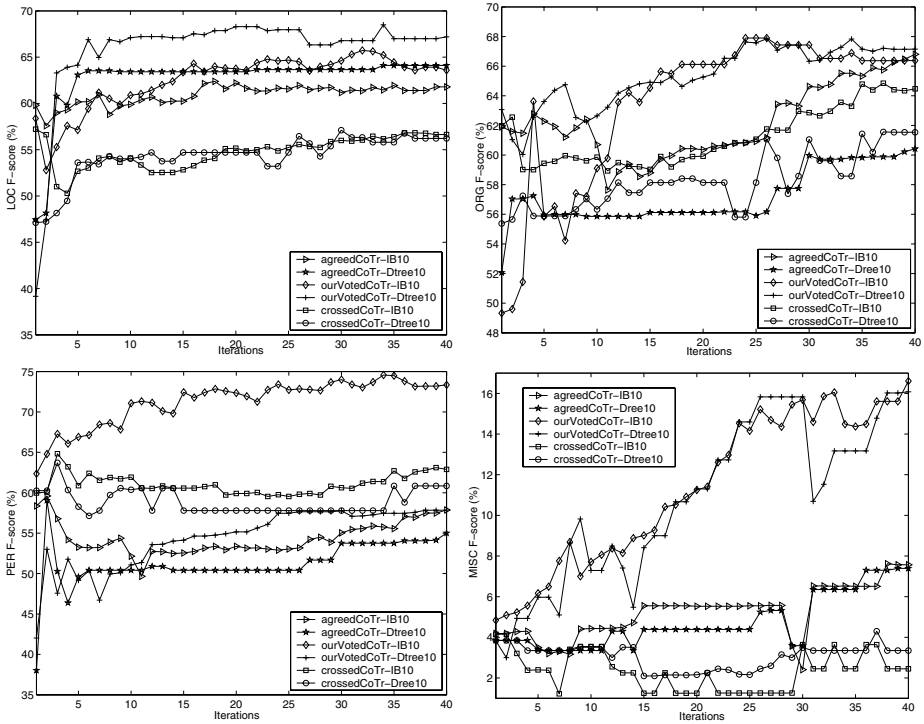 70
65
60
55
50
45
40
35
LOC F-score (%)
5 10 15 20 25 30 35 40
Iterations
agreedCoTr-IB10
agreedCoTr-Dtree10
ourVotedCoTr-IB10
ourVotedCoTr-Dtree10
crossedCoTr-IB10
crossedCoTr-Dtree10
70
68
66
64
62
60
58
56
54
52
50
48
ORG F-score (%)
5 10 15 20 25 30 35 40
Iterations
agreedCoTr-IB10
agreedCoTr-Dtree10
ourVotedCoTr-IB10
ourVotedCoTr-Dtree10
crossedCoTr-IB10
crossedCoTr-Dtree10
75
70
65
60
55
50
45
40
35
PER F-score (%)
5 10 15 20 25 30 35 40
Iterations
agreedCoTr-IB10
agreedCoTr-Dtree10
ourVotedCoTr-IB10
ourVotedCoTr-Dtree10
crossedCoTr-IB10
crossedCoTr-Dree10
16
14
12
10
8
6
4
2
MISC F-score (%)
5 10 15 20 25 30 35 40
Iterations
agreedCoTr-IB10
agreedCoTr-Dree10
ourVotedCoTr-IB10
ourVotedCoTr-Dtree10
crossedCoTr-IB10
crossedCoTr-Dtree10